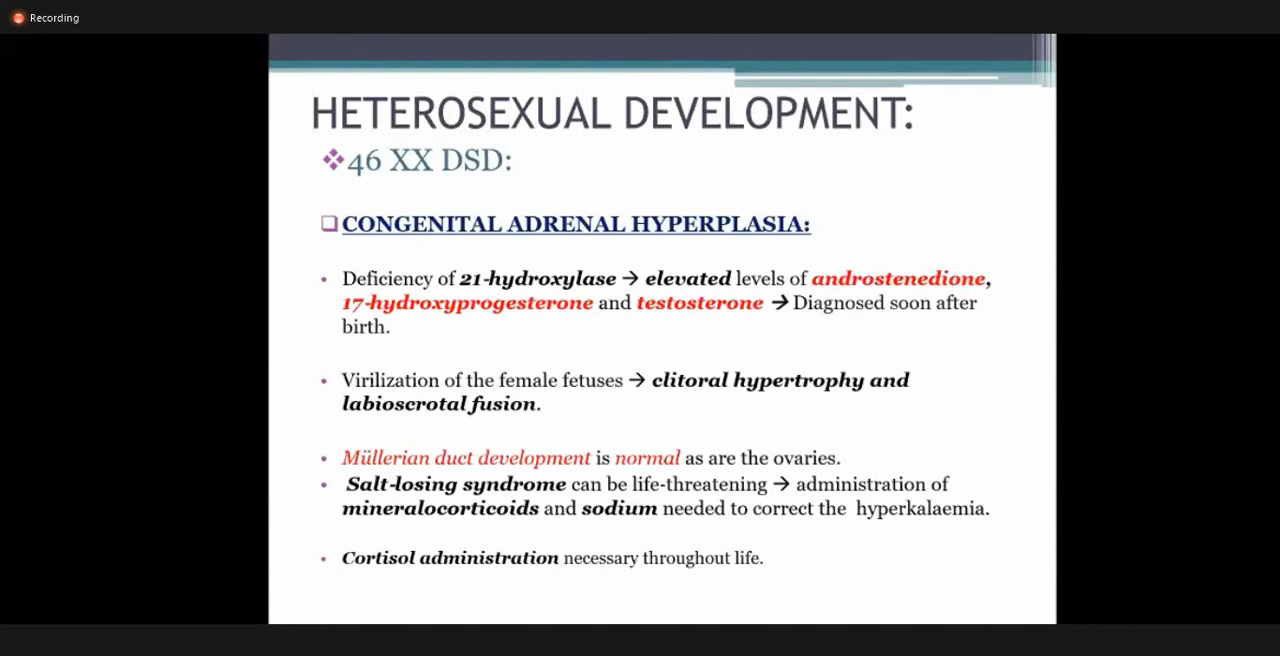 Recording
HETEROSEXUAL DEVELOPMENT:
❖46 XX DSD:
❑CONGENITAL ADRENAL HYPERPLASIA:
• Deficiency of 21-hydroxylase → elevated levels of androstenedione,
17-hydroxyprogesterone and testosterone → Diagnosed soon after
birth.
• Virilization of the female fetuses → clitoral hypertrophy and
labioscrotal fusion.
• Müllerian duct development is normal as are the ovaries.
• Salt-losing syndrome can be life-threatening → administration of
mineralocorticoids and sodium needed to correct the hyperkalaemia.
• Cortisol administration necessary throughout life.